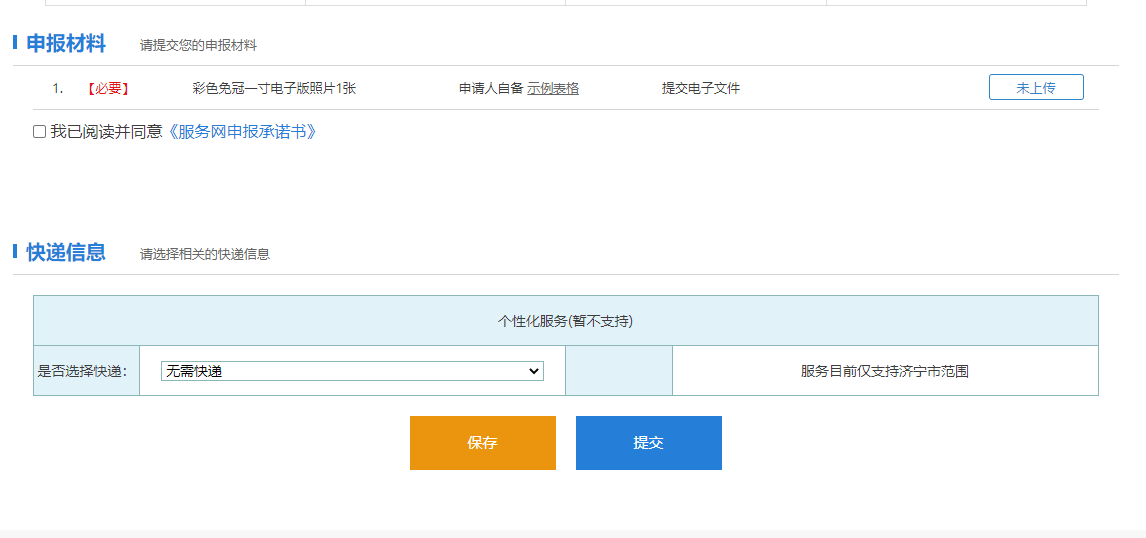 申报材料 请提交您的申报材料
1. 【必要】 彩色免冠一寸电子版照片1张 申请人自备 示例表格 提交电子文件 未上传
我已阅读并同意《服务网申报承诺书》
快递信息 请选择相关的快递信息
个性化服务(暂不支持)
是否选择快递： 无需快递 服务目前仅支持济宁市范围
保存 提交